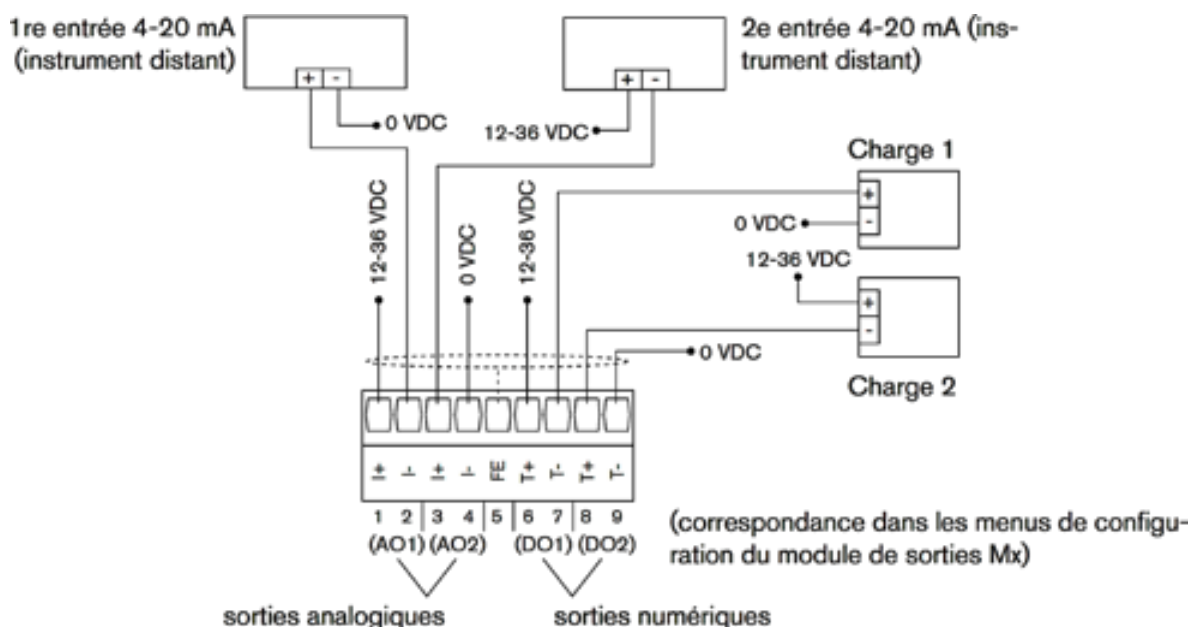 1re entrée 4-20 mA
(instrument distant)
+ -
0 VDC
2e entrée 4-20 mA (ins-
trument distant)
+ -
12-36 VDC
Charge 1
+
-
0 VDC
12-36 VDC
+
-
Charge 2
12-36 VDC
0 VDC
12-36 VDC
0 VDC
I+ I- I+ I- FE T+ T- T+ T-
1 2 3 4 5 6 7 8 9
(AO1) (AO2) (DO1) (DO2)
(correspondance dans les menus de configu-
ration du module de sorties Mx)
sorties analogiques
sorties numériques